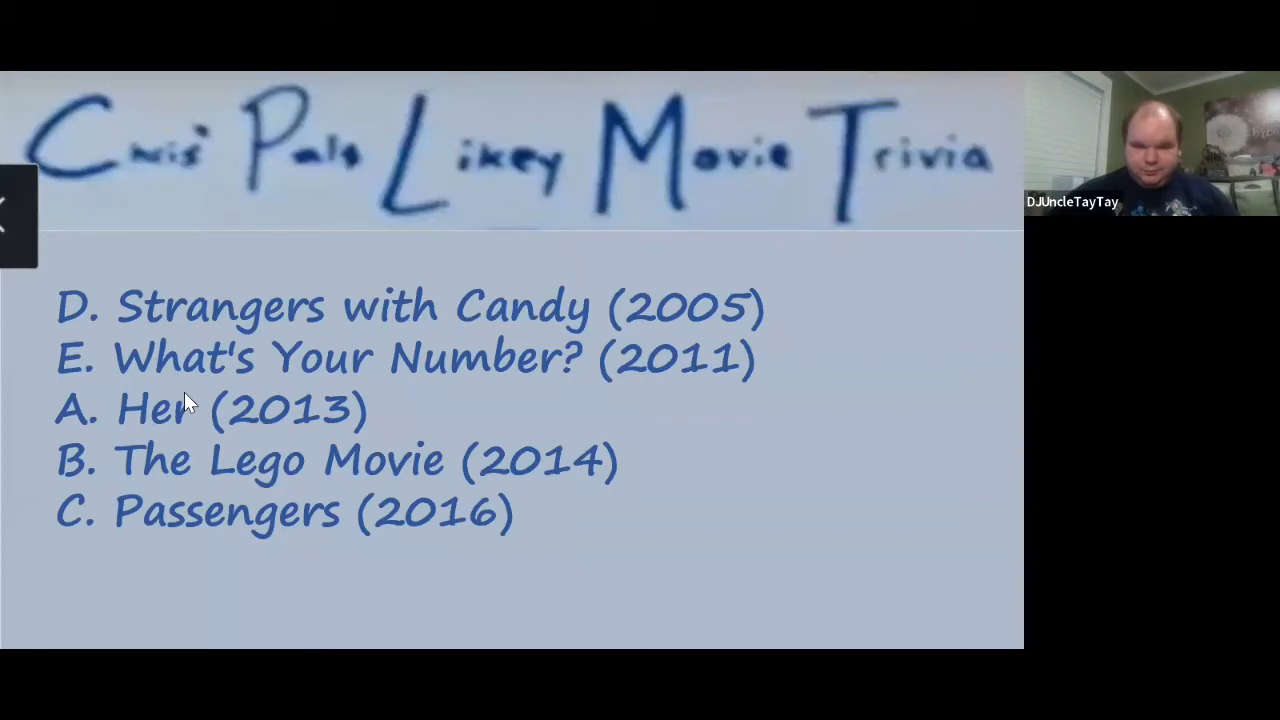 Chris' Pals Likey Movie Trivia
DJUncleTayTay
D. Strangers with Candy (2005)
E. What's Your Number? (2011)
A. Her (2013)
B. The Lego Movie (2014)
C. Passengers (2016)